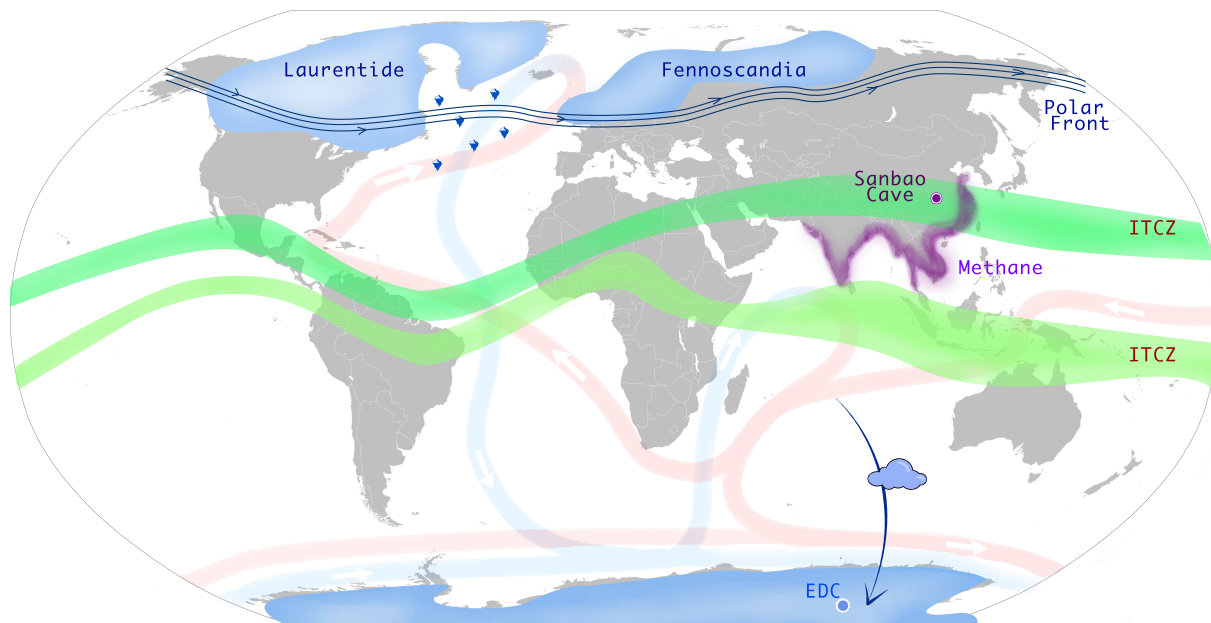 Laurentide
Fennoscandia
Polar
Front
Sanbao
Cave
ITCZ
Methane
ITCZ
EDC